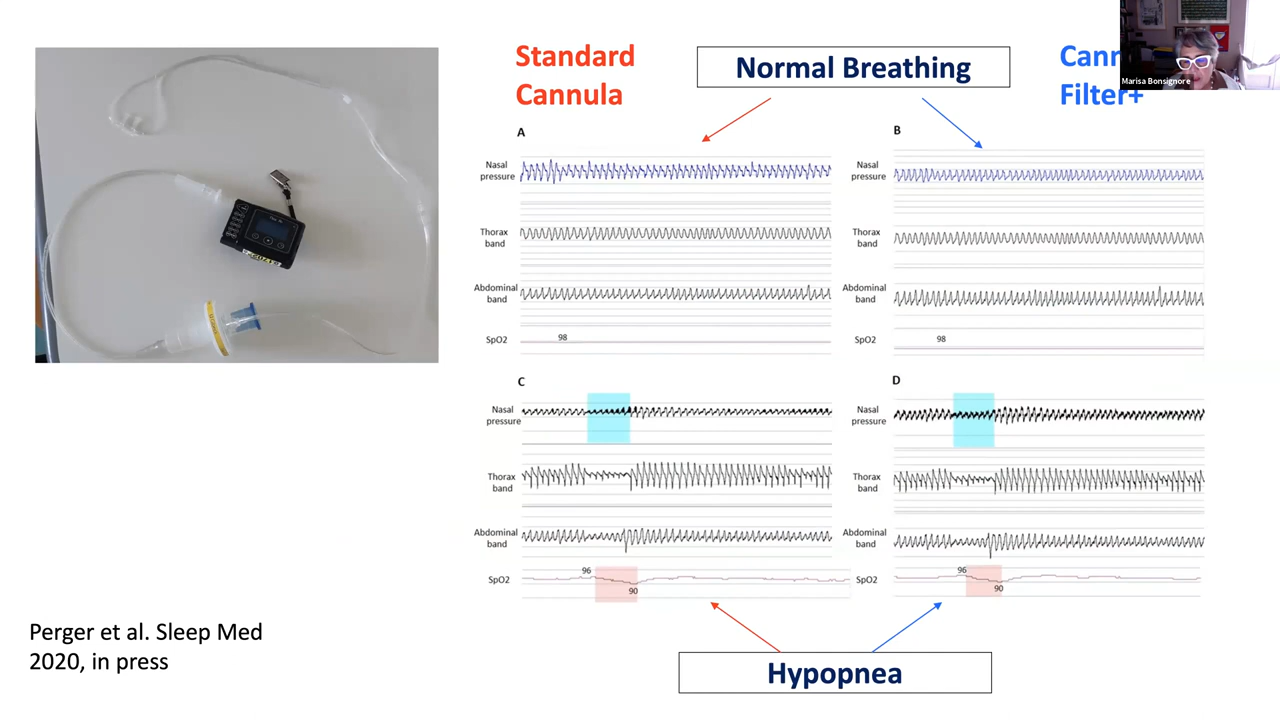 Standard
Cannula
Normal Breathing
Filter+
Marisa Bonsignore
A
Nasal
pressure
Thorax
band
Abdominal
band
SpO2
98
B
Nasal
pressure
Thorax
band
Abdominal
band
SpO2
98
C
Nasal
pressure
Thorax
band
Abdominal
band
SpO2
96
90
D
Nasal
pressure
Thorax
band
Abdominal
band
SpO2
96
90
Perger et al. Sleep Med
2020, in press
Hypopnea